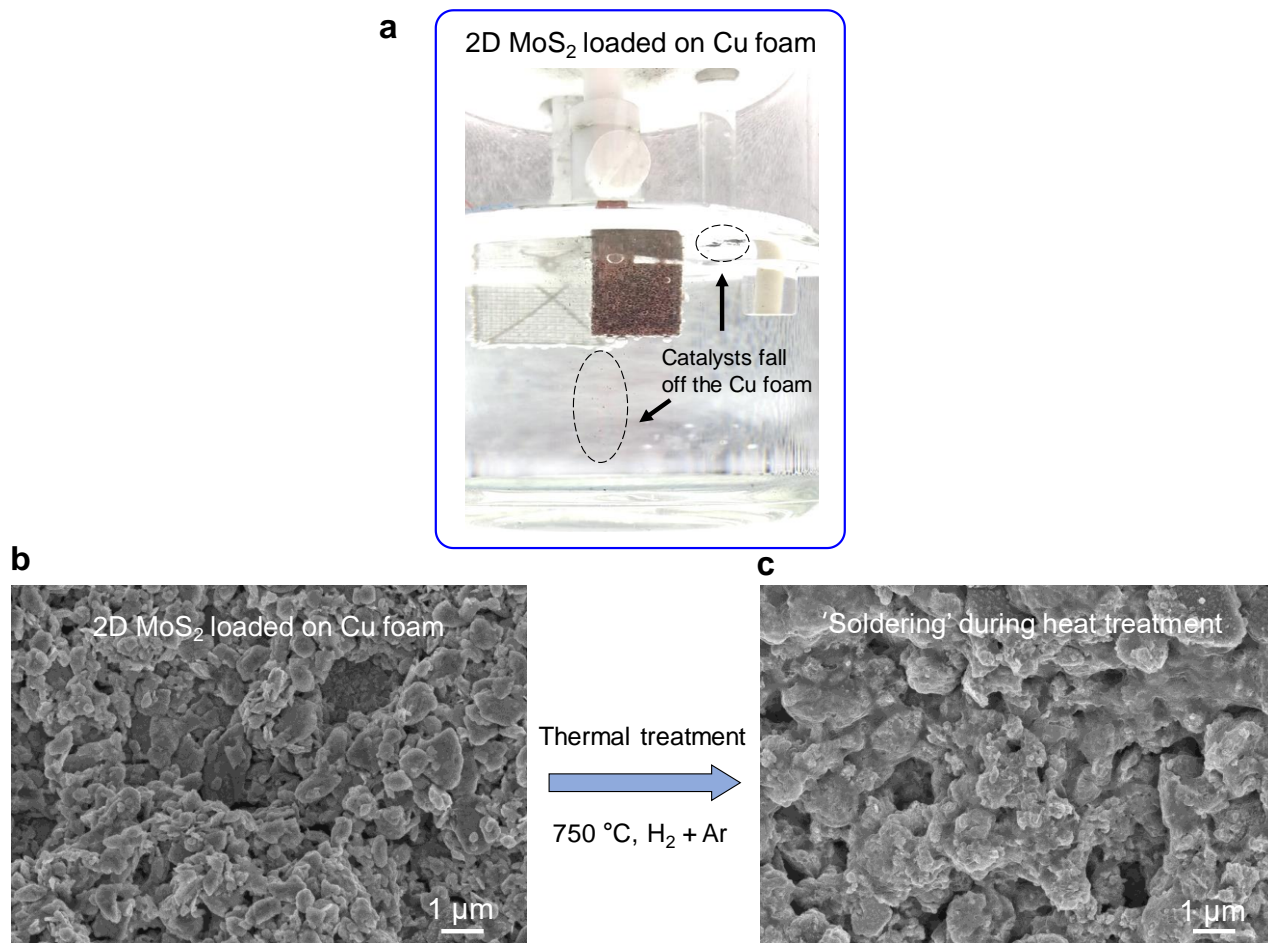 a
2D MoS₂ loaded on Cu foam
Catalysts fall
off the Cu foam
b
2D MoS₂ loaded on Cu foam
1 µm
Thermal treatment
750 °C, H₂ + Ar
c
'Soldering' during heat treatment
1 µm